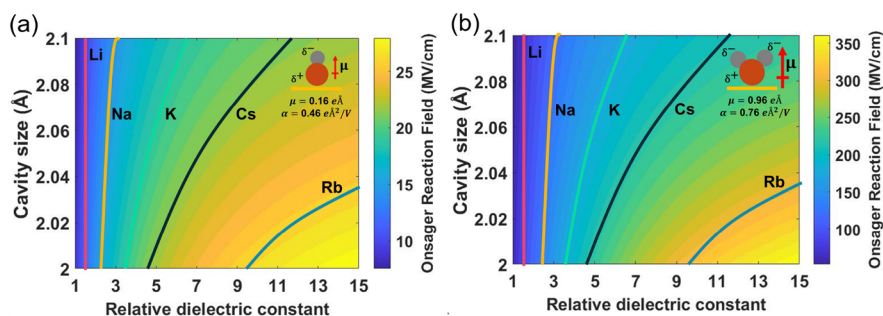 (a)
2.1
2.08
2.06
2.04
2.02
2
Cavity size (Å)
Li
Na
K
Cs
Rb
δ−
δ+
μ
μ = 0.16 eÅ
α = 0.46 eÅ²/V
1 3 5 7 9 11 13 15
Relative dielectric constant
25
20
15
10
Onsager Reaction Field (MV/cm)
(b)
2.1
2.08
2.06
2.04
2.02
2
Cavity size (Å)
Li
Na
K
Cs
Rb
δ− δ−
δ+
μ
μ = 0.96 eÅ
α = 0.76 eÅ²/V
1 3 5 7 9 11 13 15
Relative dielectric constant
350
300
250
200
150
100
Onsager Reaction Field (MV/cm)